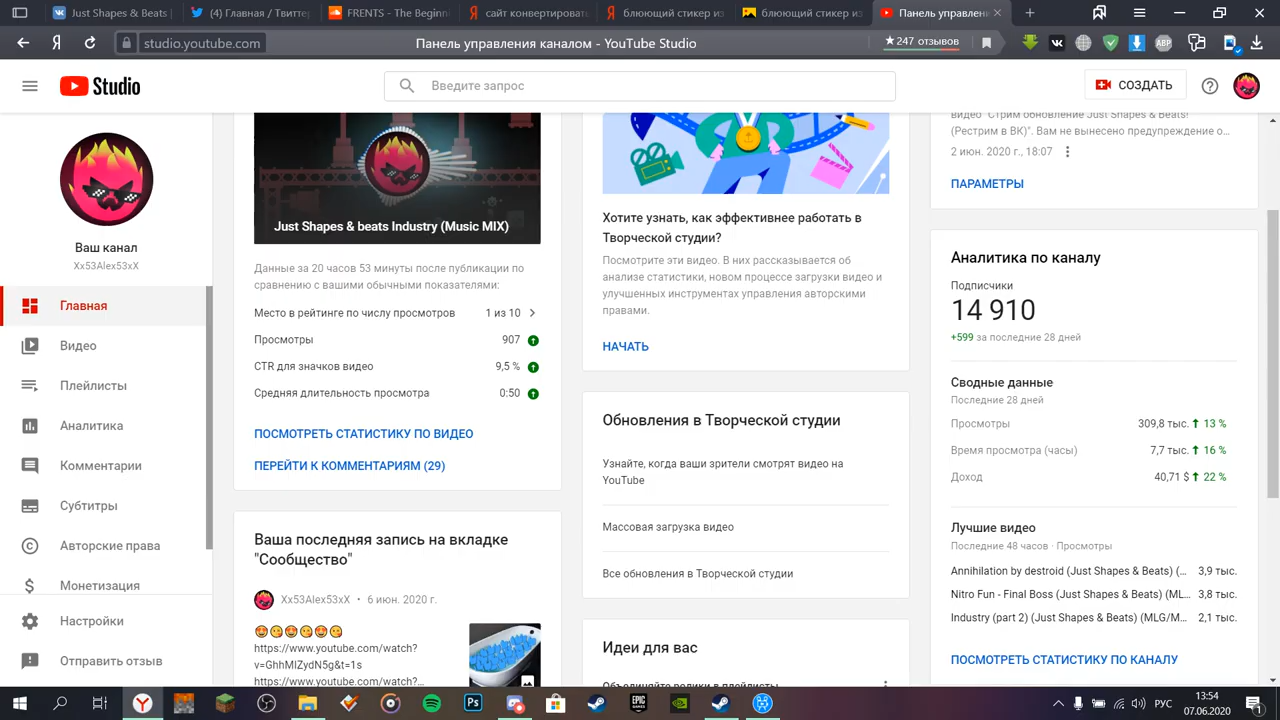 Just Shapes & Beats
(4) Главная / Твитте
FRENTS - The Beginni
сайт конвертироват
блюющий стикер из
блюющий стикер из
Панель управлени
studio.youtube.com
Панель управления каналом - YouTube Studio
★247 отзывов
ABP
Studio
Введите запрос
СОЗДАТЬ
Ваш канал
Xx53Alex53xX
Главная
Видео
Плейлисты
Аналитика
Комментарии
Субтитры
Авторские права
Монетизация
Настройки
Отправить отзыв
Just Shapes & beats Industry (Music MIX)
Данные за 20 часов 53 минуты после публикации по
сравнению с вашими обычными показателями:
Место в рейтинге по числу просмотров 1 из 10
Просмотры 907
CTR для значков видео 9,5 %
Средняя длительность просмотра 0:50
ПОСМОТРЕТЬ СТАТИСТИКУ ПО ВИДЕО
ПЕРЕЙТИ К КОММЕНТАРИЯМ (29)
Ваша последняя запись на вкладке
"Сообщество"
Xx53Alex53xX • 6 июн. 2020 г.
https://www.youtube.com/watch?
v=GhhMIZydN5g&t=1s
https://www.youtube.com/watch?...
Хотите узнать, как эффективнее работать в
Творческой студии?
Посмотрите эти видео. В них рассказывается об
анализе статистики, новом процессе загрузки видео и
улучшенных инструментах управления авторскими
правами.
НАЧАТЬ
Обновления в Творческой студии
Узнайте, когда ваши зрители смотрят видео на
YouTube
Массовая загрузка видео
Все обновления в Творческой студии
Идеи для вас
Объединяйте ролики в плейлисты
видео "Стрим обновление Just Shapes & Beats!
(Рестрим в ВК)". Вам не вынесено предупреждение о...
2 июн. 2020 г., 18:07
ПАРАМЕТРЫ
Аналитика по каналу
Подписчики
14 910
+599 за последние 28 дней
Сводные данные
Последние 28 дней
Просмотры 309,8 тыс. 13 %
Время просмотра (часы) 7,7 тыс. 16 %
Доход 40,71 $ 22 %
Лучшие видео
Последние 48 часов · Просмотры
Annihilation by destroid (Just Shapes & Beats) (... 3,9 тыс.
Nitro Fun - Final Boss (Just Shapes & Beats) (ML... 3,8 тыс.
Industry (part 2) (Just Shapes & Beats) (MLG/M... 2,1 тыс.
ПОСМОТРЕТЬ СТАТИСТИКУ ПО КАНАЛУ
Ps
EPIC GAMES
РУС
13:54
07.06.2020